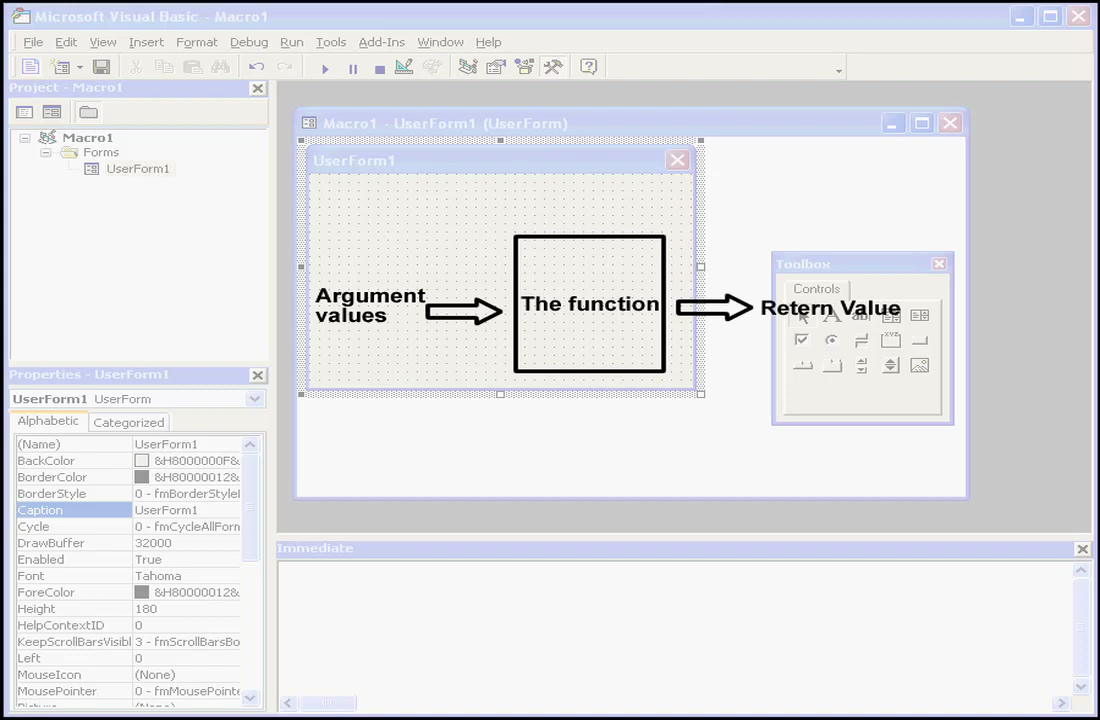 Microsoft Visual Basic - Macro1
File Edit View Insert Format Debug Run Tools Add-Ins Window Help
Project - Macro1
Macro1
Forms
UserForm1
Macro1 - UserForm1 (UserForm)
UserForm1
Argument
values
The function
Retern Value
Toolbox
Controls
A abl
xyz
Properties - UserForm1
UserForm1 UserForm
Alphabetic Categorized
(Name) UserForm1
BackColor &H8000000F&
BorderColor &H80000012&
BorderStyle 0 - fmBorderStyle
Caption UserForm1
Cycle 0 - fmCycleAllForn
DrawBuffer 32000
Enabled True
Font Tahoma
ForeColor &H80000012&
Height 180
HelpContextID 0
KeepScrollBarsVisibl 3 - fmScrollBarsBo
Left 0
MouseIcon (None)
MousePointer 0 - fmMousePointe
Immediate